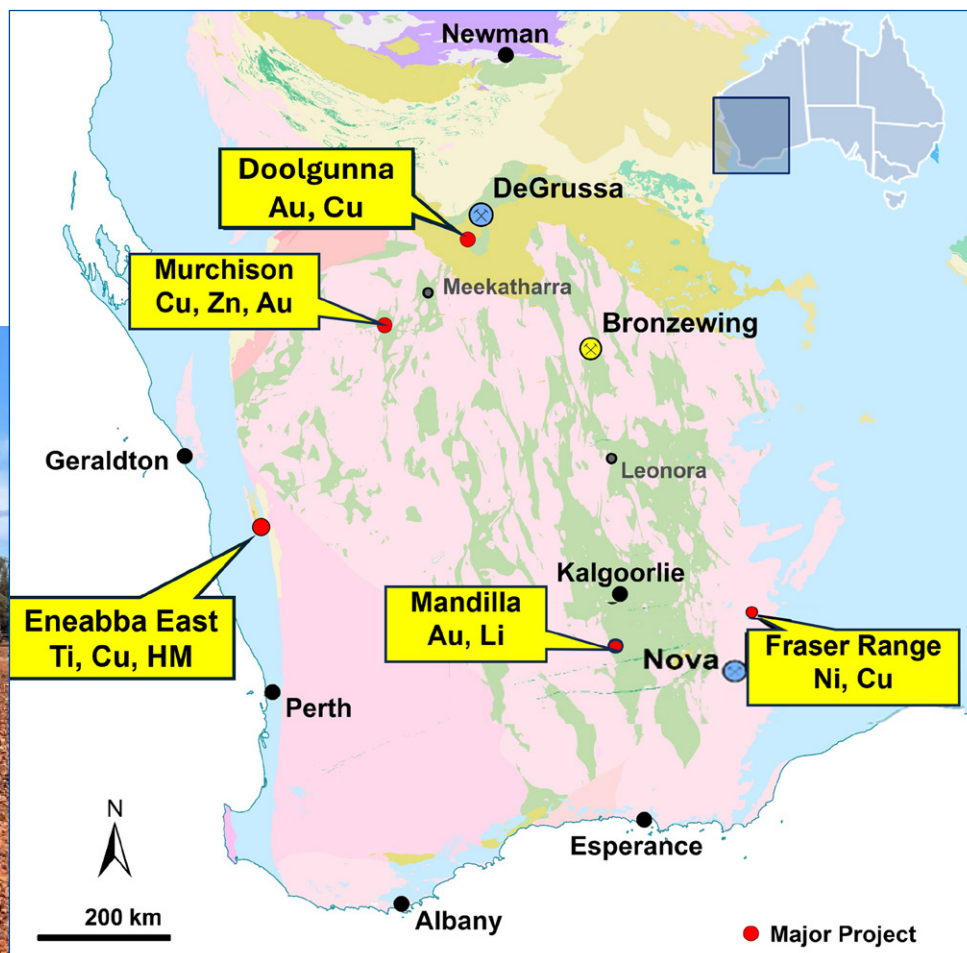 Newman
Doolgunna
Au, Cu
DeGrussa
Murchison
Cu, Zn, Au
Meekatharra
Bronzewing
Geraldton
Leonora
Kalgoorlie
Eneabba East
Ti, Cu, HM
Mandilla
Au, Li
Nova
Fraser Range
Ni, Cu
Perth
N
Esperance
200 km
Albany
Major Project